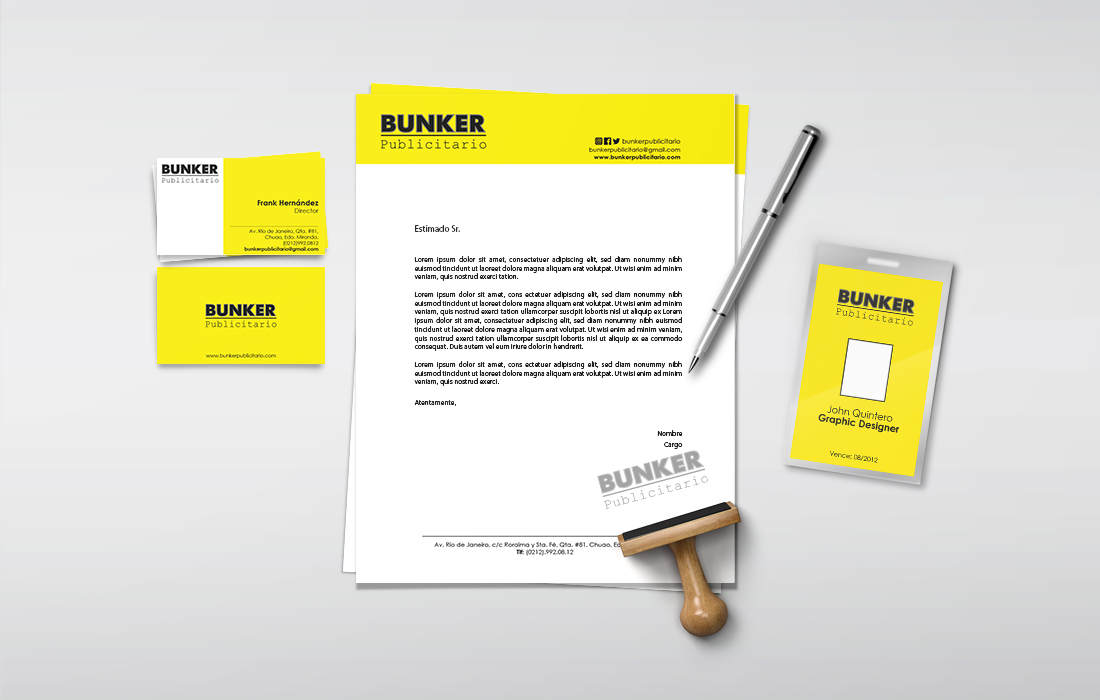 BUNKER
Publicitario
bunkerpublicitario
bunkerpublicitario@gmail.com
www.bunkerpublicitario.com
Estimado Sr.
Lorem ipsum dolor sit amet, consectetuer adipiscing elit, sed diam nonummy nibh
euismod tincidunt ut laoreet dolore magna aliquam erat volutpat. Ut wisi enim ad minim
veniam, quis nostrud exerci tation.
Lorem ipsum dolor sit amet, cons ectetuer adipiscing elit, sed diam nonummy nibh
euismod tincidunt ut laoreet dolore magna aliquam erat volutpat. Ut wisi enim ad minim
veniam, quis nostrud exerci tation ullamcorper suscipit lobortis nisl ut aliquip ex Lorem
ipsum dolor sit amet, consectetuer adipiscing elit, sed diam nonummy nibh euismod
tincidunt ut laoreet dolore magna aliquam erat volutpat. Ut wisi enim ad minim veniam,
quis nostrud exerci tation ullamcorper suscipit lobortis nisl ut aliquip ex ea commodo
consequat. Duis autem vel eum iriure dolor in hendrerit.
Lorem ipsum dolor sit amet, consectetuer adipiscing elit, sed diam nonummy nibh
euismod tincidunt ut laoreet dolore magna aliquam erat volutpat. Ut wisi enim ad minim
veniam, quis nostrud exerci.
Atentamente,
Nombre
Cargo
BUNKER
Publicitario
Av. Río de Janeiro, c/c Roraima y Sta. Fé, Qta. #81, Chuao,
Tlf: (0212).992.08.12
BUNKER
Publicitario
Frank Hernández
Director
Av. Río de Janeiro, Qta. #81,
Chuao, Edo. Miranda.
(0212)992.0812
bunkerpublicitario@gmail.com
BUNKER
Publicitario
www.bunkerpublicitario.com
BUNKER
Publicitario
John Quintero
Graphic Designer
Vence: 08/2012